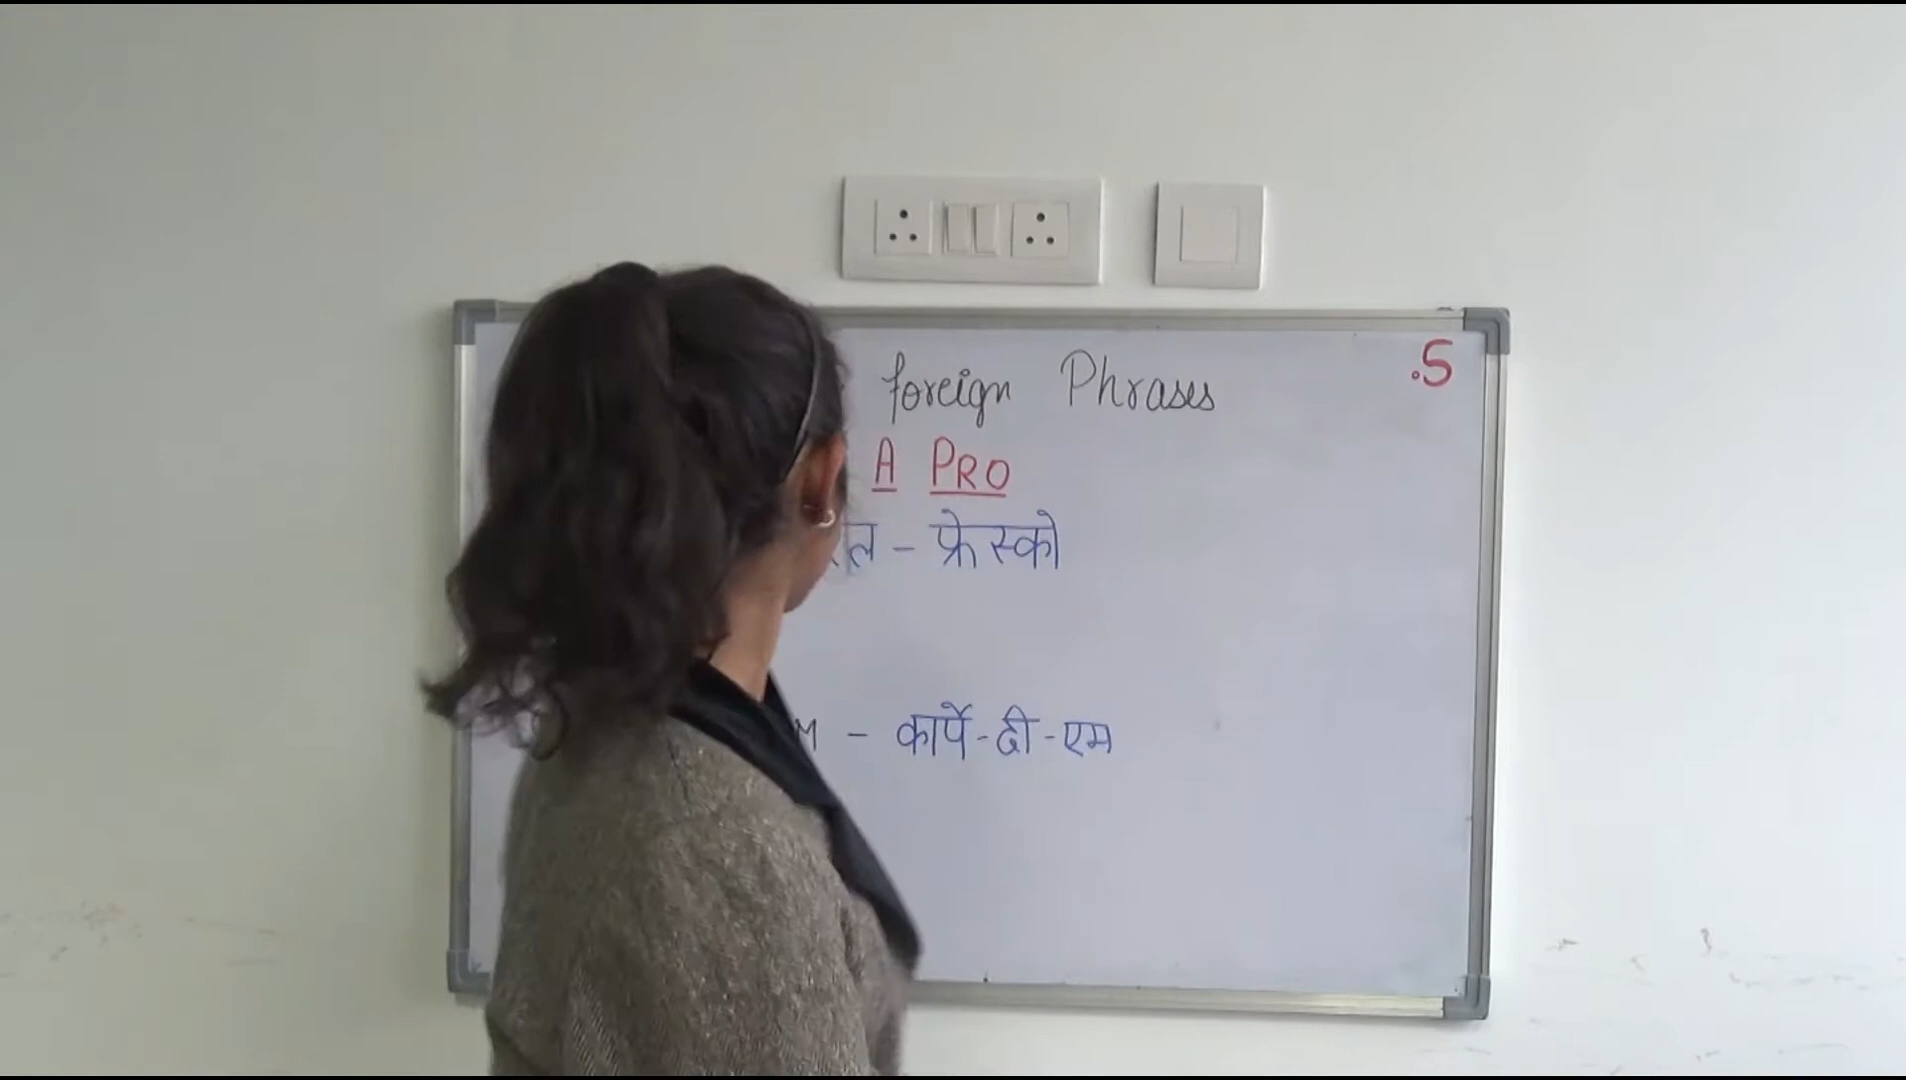 foreign Phrases .5
A PRO
ल - फ्रेस्को
M - कार्पे-दी-एम